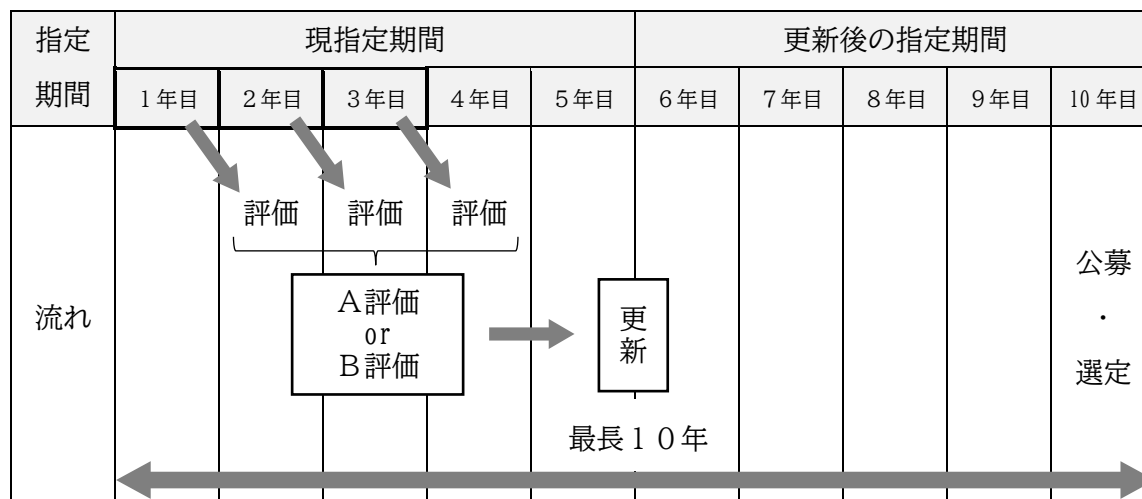 指定
期間
現指定期間
更新後の指定期間
１年目
２年目
３年目
４年目
５年目
６年目
７年目
８年目
９年目
10 年目
流れ
評価
評価
評価
Ａ評価
or
Ｂ評価
更
新
公募
・
選定
最長１０年